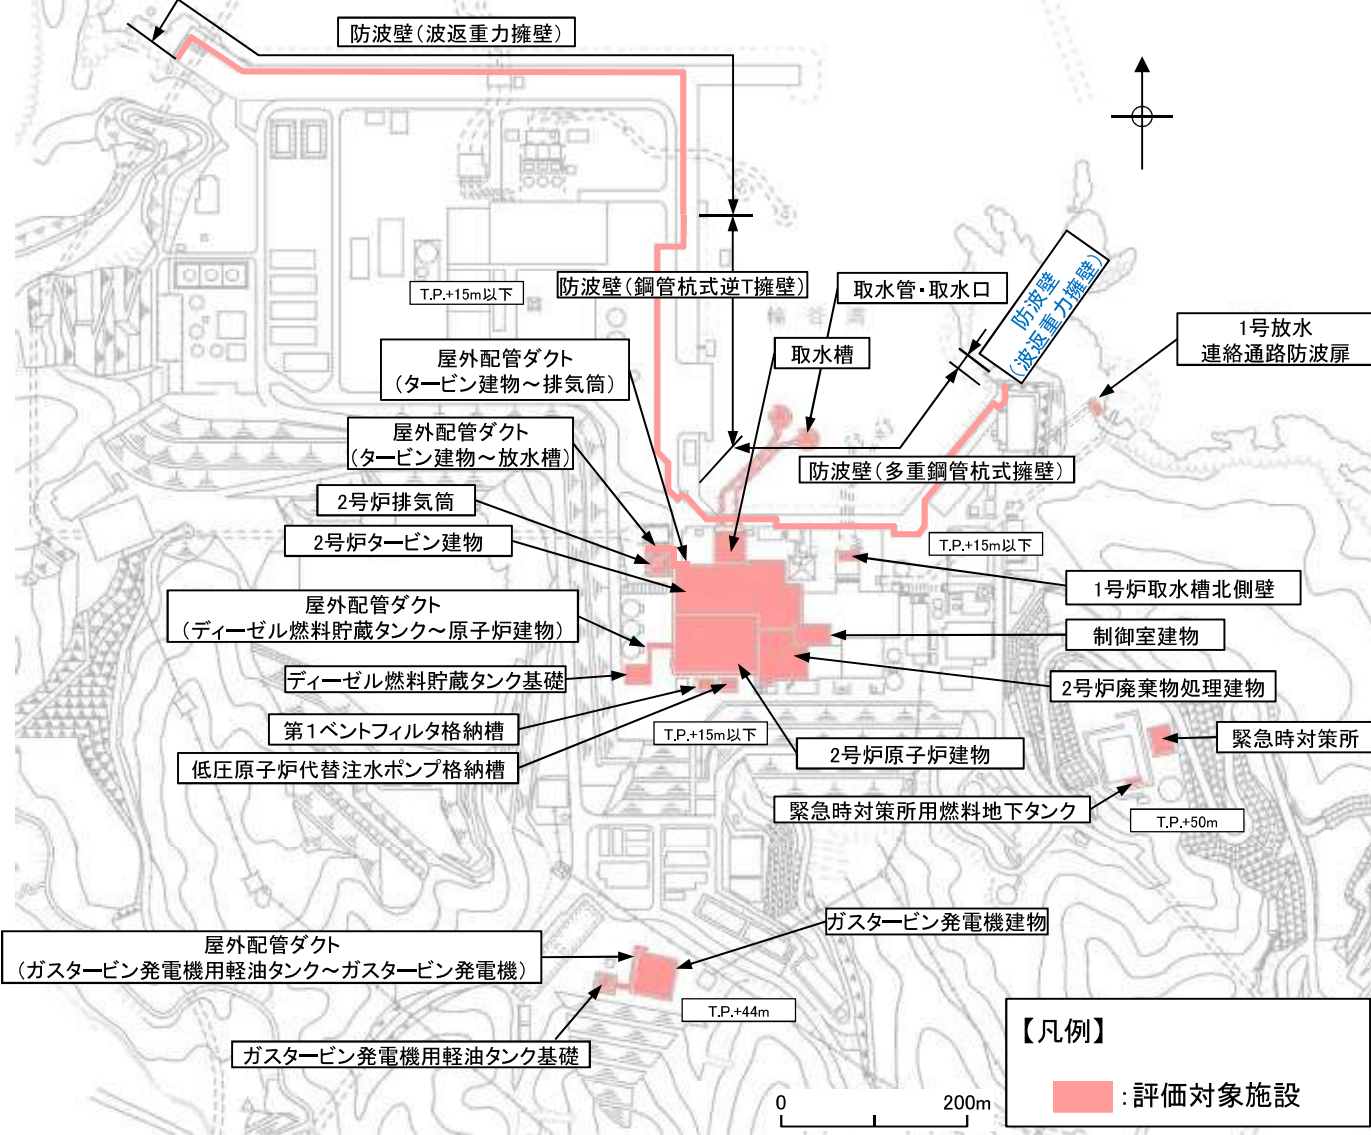 防波壁(波返重力擁壁)
防波壁(鋼管杭式逆T擁壁)
T.P.+15m以下
取水管・取水口
防波壁
(波返重力擁壁)
輪谷湾
1号放水
連絡通路防波扉
取水槽
屋外配管ダクト
(タービン建物～排気筒)
屋外配管ダクト
(タービン建物～放水槽)
防波壁(多重鋼管杭式擁壁)
2号炉排気筒
2号炉タービン建物
T.P.+15m以下
1号炉取水槽北側壁
屋外配管ダクト
(ディーゼル燃料貯蔵タンク～原子炉建物)
制御室建物
ディーゼル燃料貯蔵タンク基礎
2号炉廃棄物処理建物
第1ベントフィルタ格納槽
T.P.+15m以下
2号炉原子炉建物
緊急時対策所
低圧原子炉代替注水ポンプ格納槽
緊急時対策所用燃料地下タンク
T.P.+50m
ガスタービン発電機建物
屋外配管ダクト
(ガスタービン発電機用軽油タンク～ガスタービン発電機)
T.P.+44m
ガスタービン発電機用軽油タンク基礎
【凡例】
:評価対象施設
0 200m